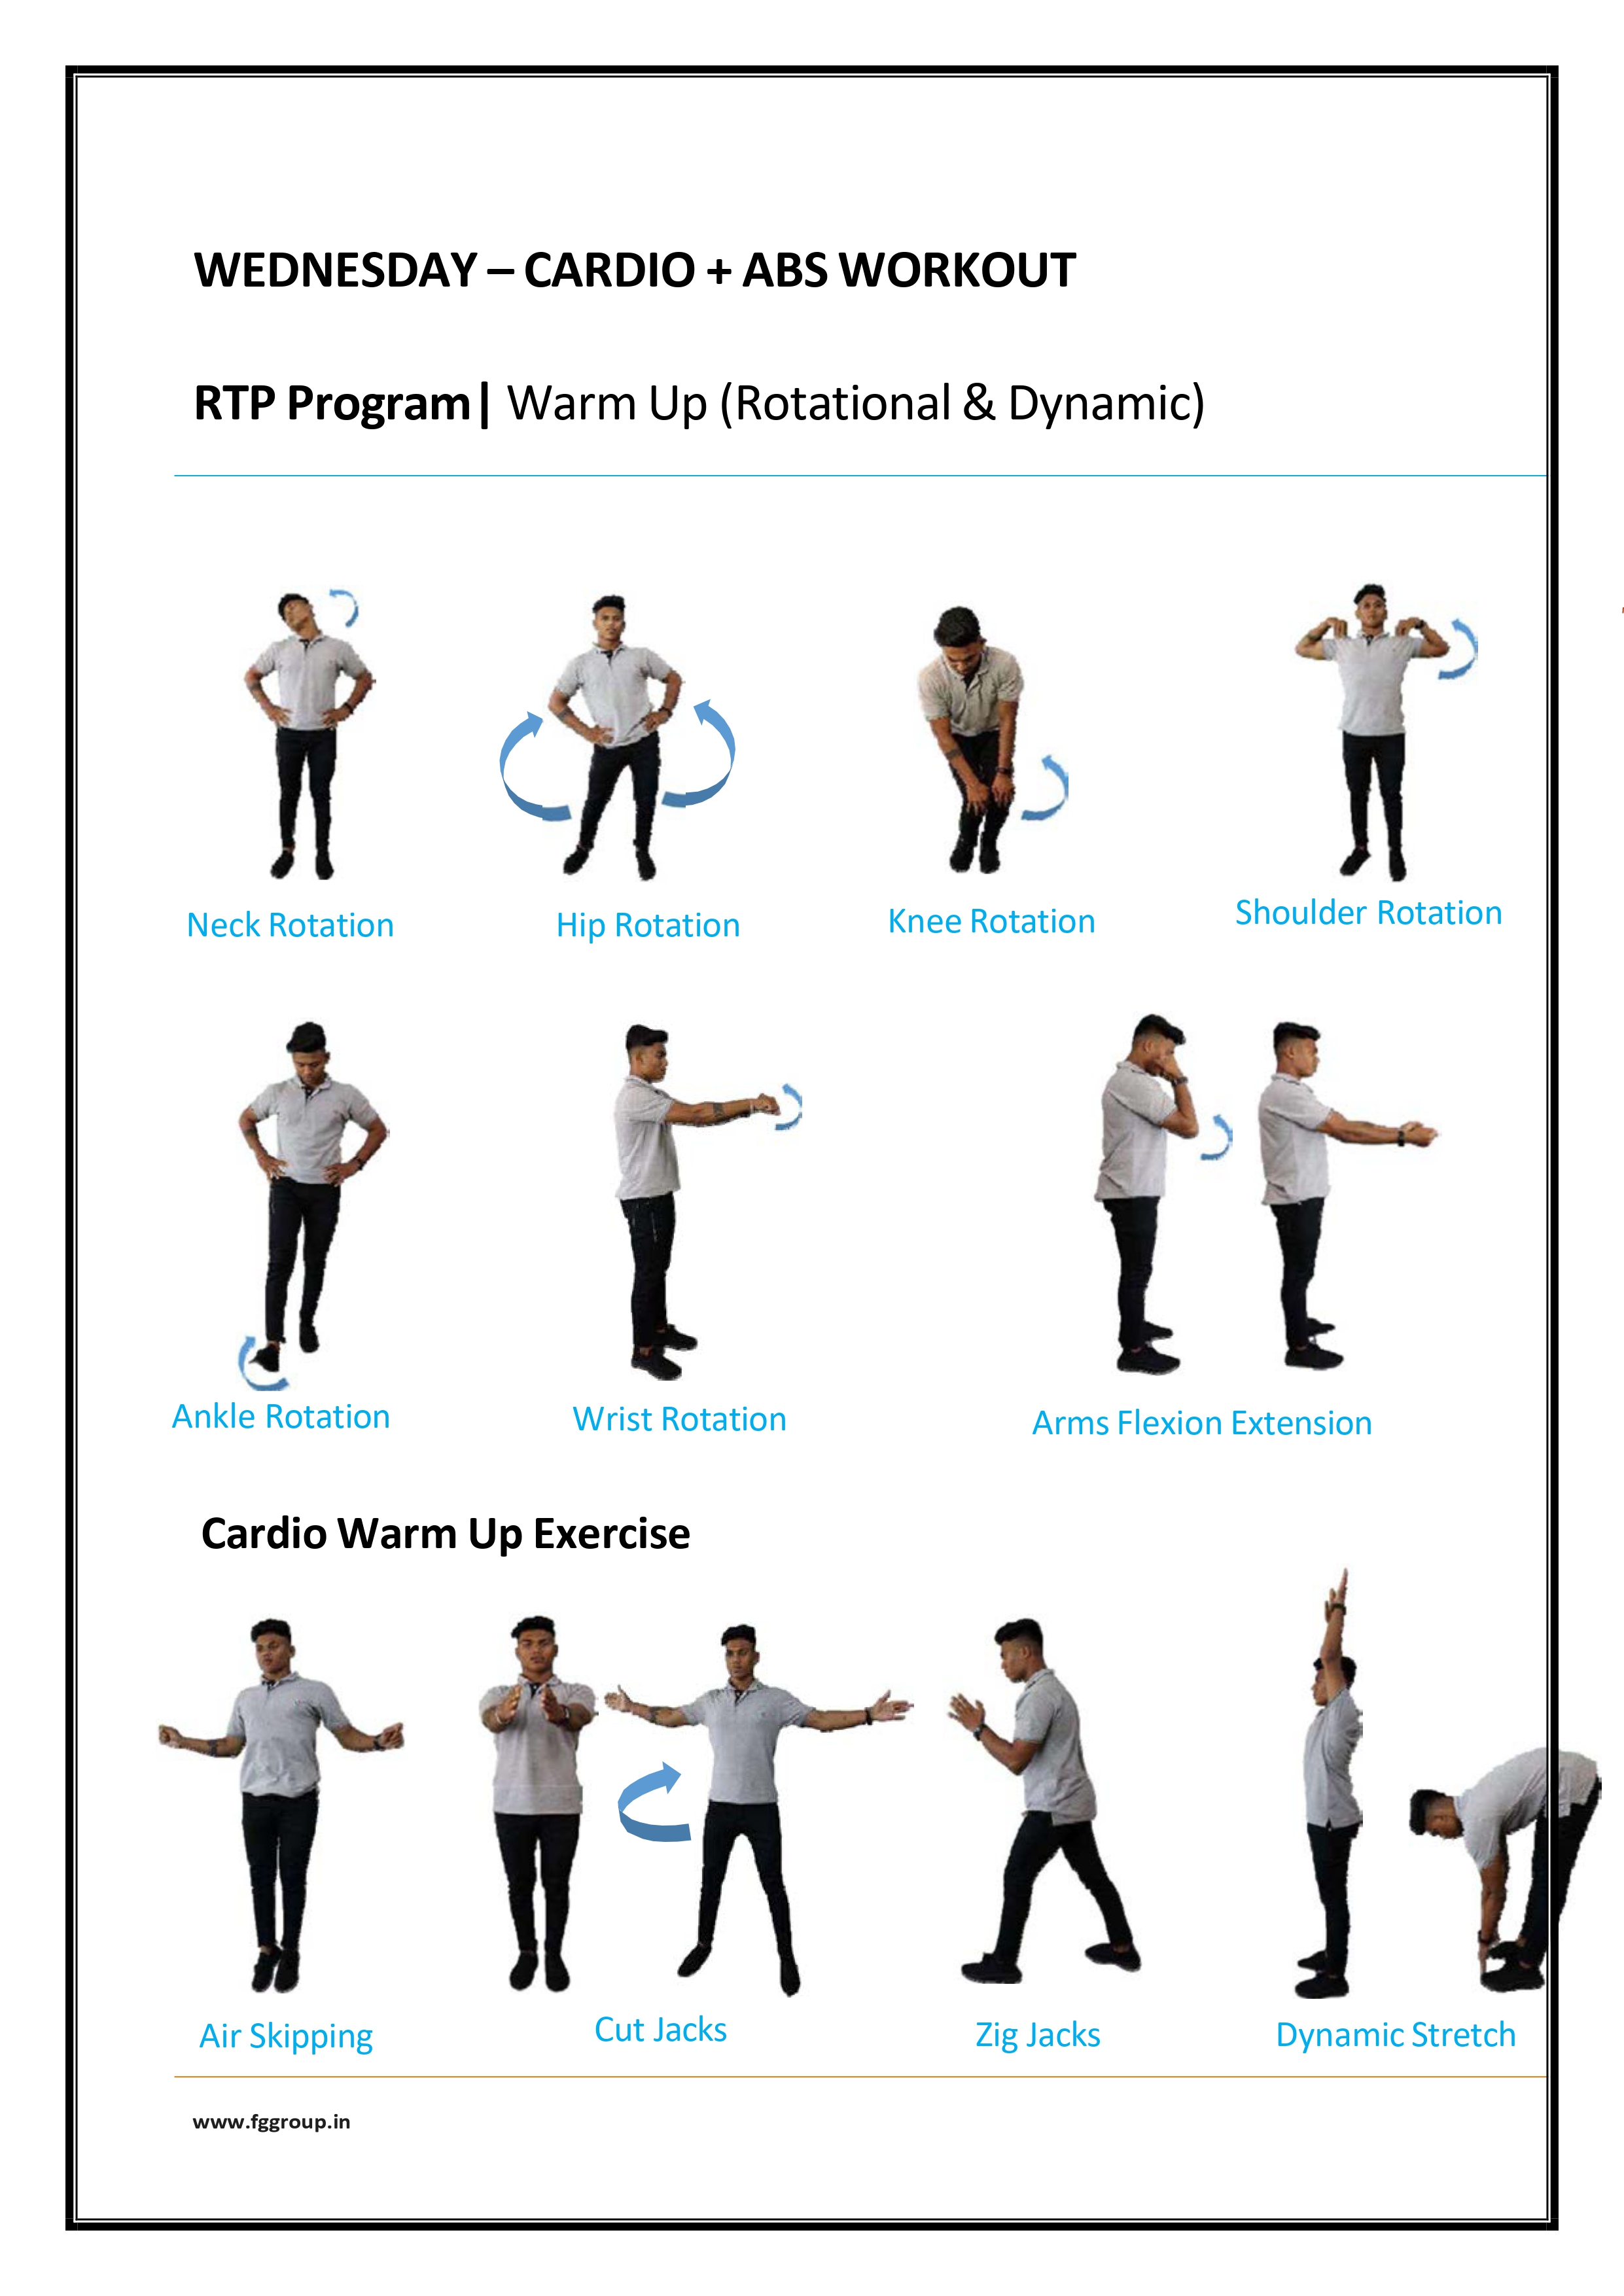 WEDNESDAY – CARDIO + ABS WORKOUT
RTP Program| Warm Up (Rotational & Dynamic)
Neck Rotation
Hip Rotation
Knee Rotation
Shoulder Rotation
Ankle Rotation
Wrist Rotation
Arms Flexion Extension
Cardio Warm Up Exercise
Air Skipping
Cut Jacks
Zig Jacks
Dynamic Stretch
www.fggroup.in